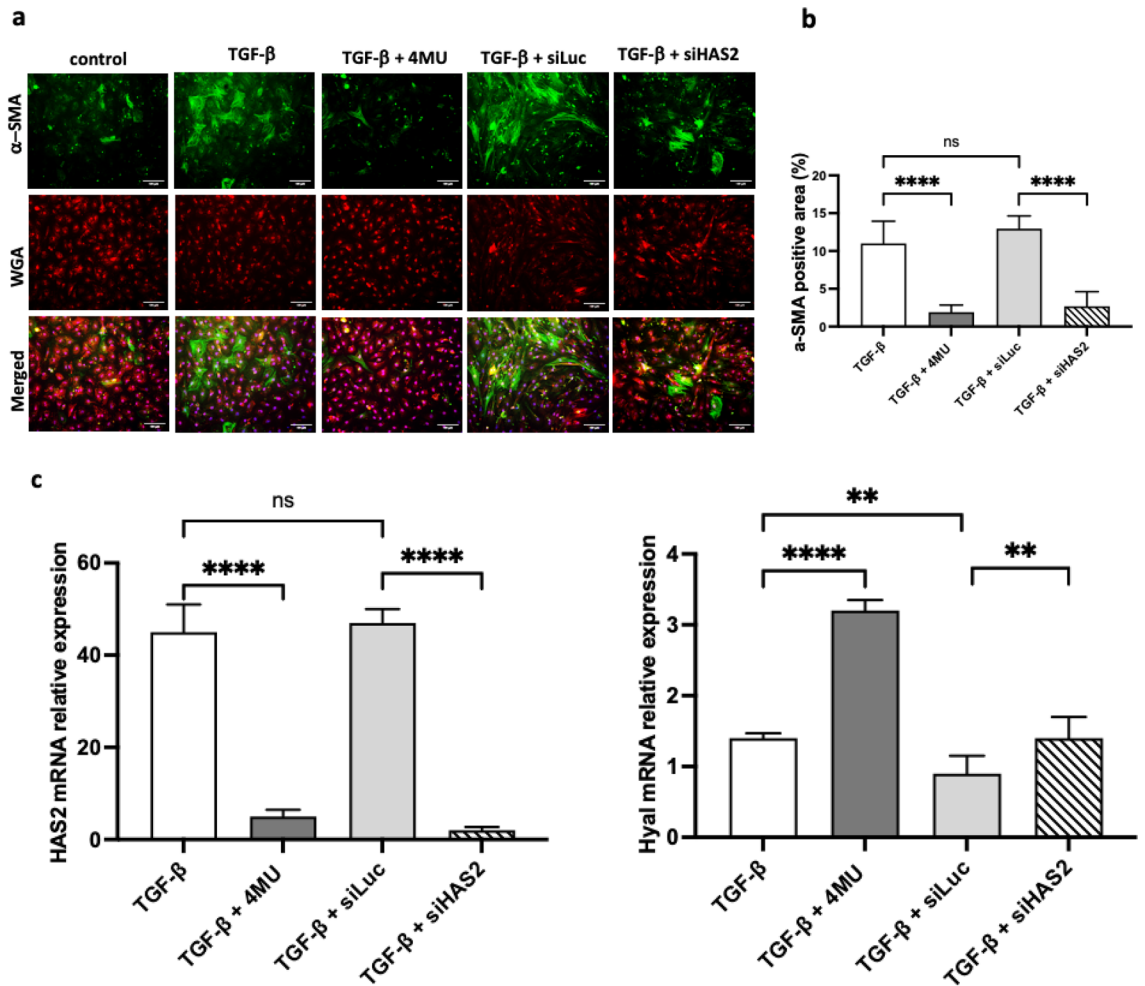 a
control
TGF-β
TGF-β + 4MU
TGF-β + siLuc
TGF-β + siHAS2
α–SMA
WGA
Merged
b
ns
**** ****
a-SMA positive area (%)
20
15
10
5
0
TGF-β
TGF-β + 4MU
TGF-β + siLuc
TGF-β + siHAS2
c
ns
**** ****
HAS2 mRNA relative expression
60
40
20
0
TGF-β
TGF-β + 4MU
TGF-β + siLuc
TGF-β + siHAS2
**
**** **
Hyal mRNA relative expression
4
3
2
1
0
TGF-β
TGF-β + 4MU
TGF-β + siLuc
TGF-β + siHAS2